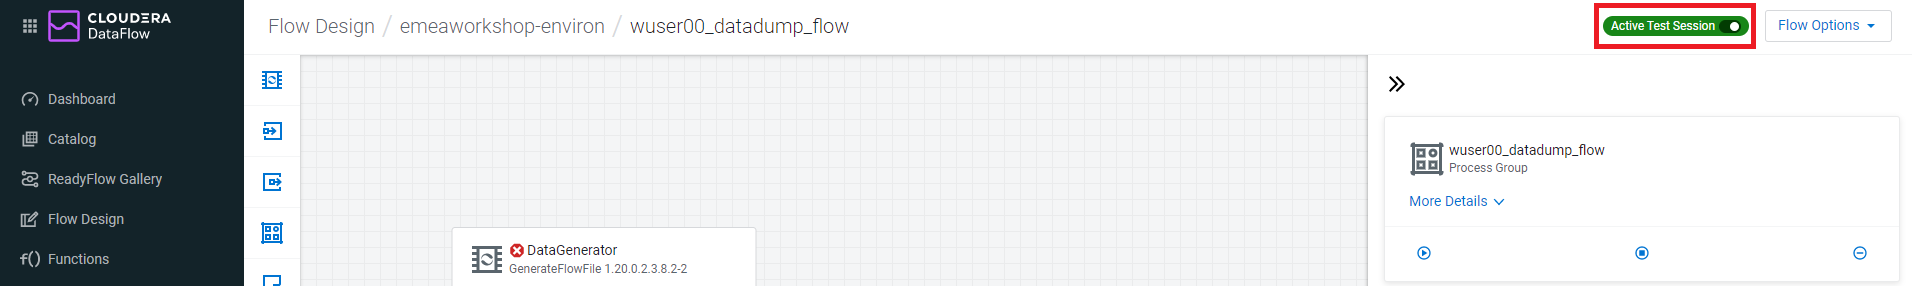 CLOUDERA
DataFlow
Dashboard
Catalog
ReadyFlow Gallery
Flow Design
Functions
Flow Design / emeaworkshop-environ / wuser00_datadump_flow
Active Test Session
Flow Options
DataGenerator
GenerateFlowFile 1.20.0.2.3.8.2-2
wuser00_datadump_flow
Process Group
More Details